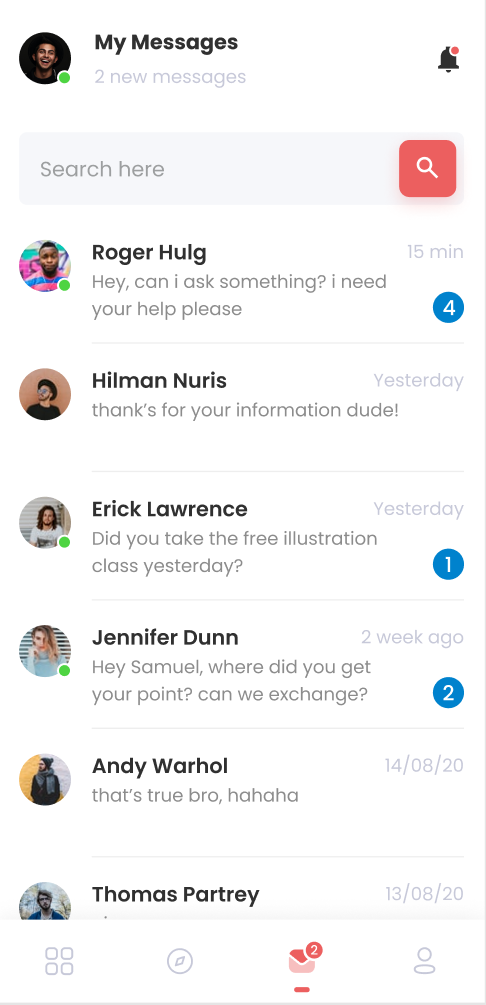 My Messages
2 new messages
Search here
Roger Hulg
15 min
Hey, can i ask something? i need
your help please
4
Hilman Nuris
Yesterday
thank's for your information dude!
Erick Lawrence
Yesterday
Did you take the free illustration
class yesterday?
1
Jennifer Dunn
2 week ago
Hey Samuel, where did you get
your point? can we exchange?
2
Andy Warhol
14/08/20
that's true bro, hahaha
Thomas Partrey
13/08/20
2